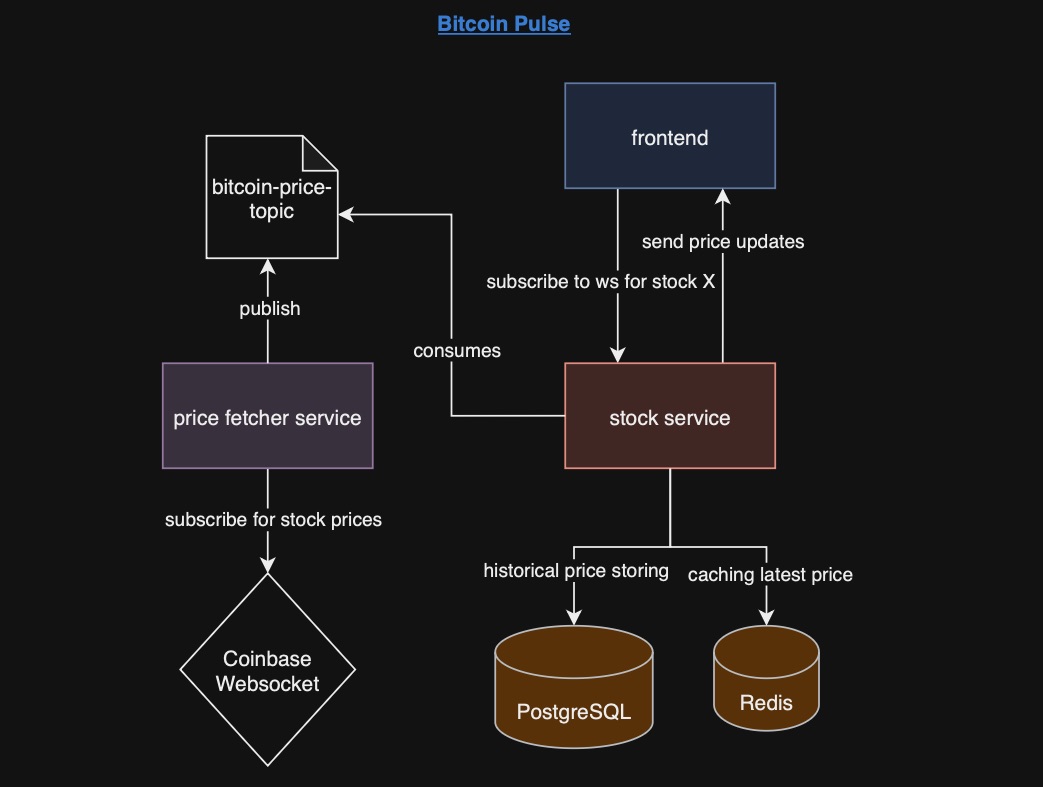 Bitcoin Pulse
frontend
bitcoin-price-
topic
send price updates
subscribe to ws for stock X
publish
consumes
price fetcher service
stock service
subscribe for stock prices
historical price storing
caching latest price
Coinbase
Websocket
PostgreSQL
Redis